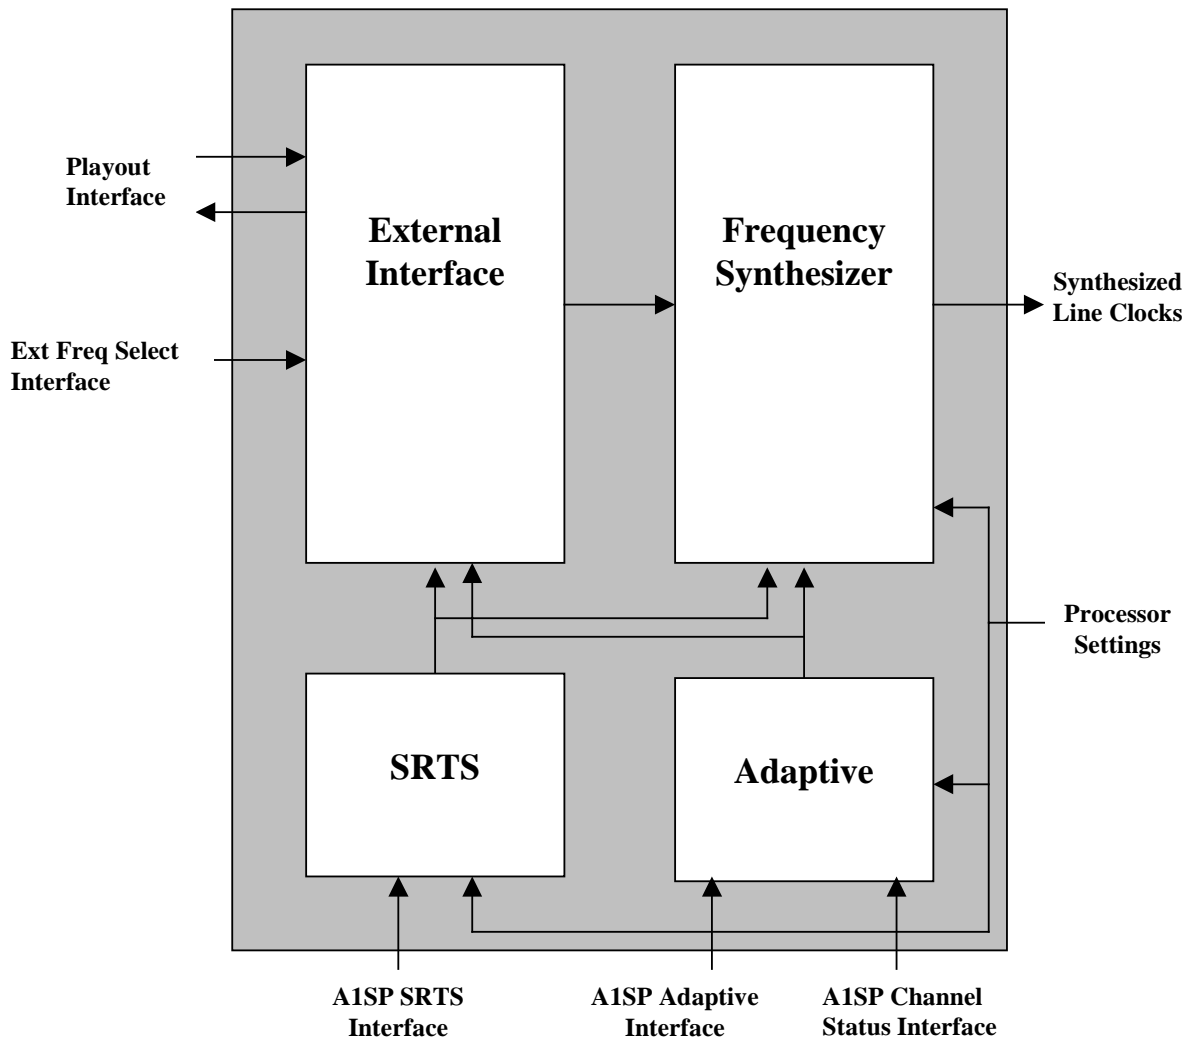 Playout
Interface
External
Interface
Frequency
Synthesizer
Synthesized
Line Clocks
Ext Freq Select
Interface
Processor
Settings
SRTS
Adaptive
A1SP SRTS
Interface
A1SP Adaptive
Interface
A1SP Channel
Status Interface